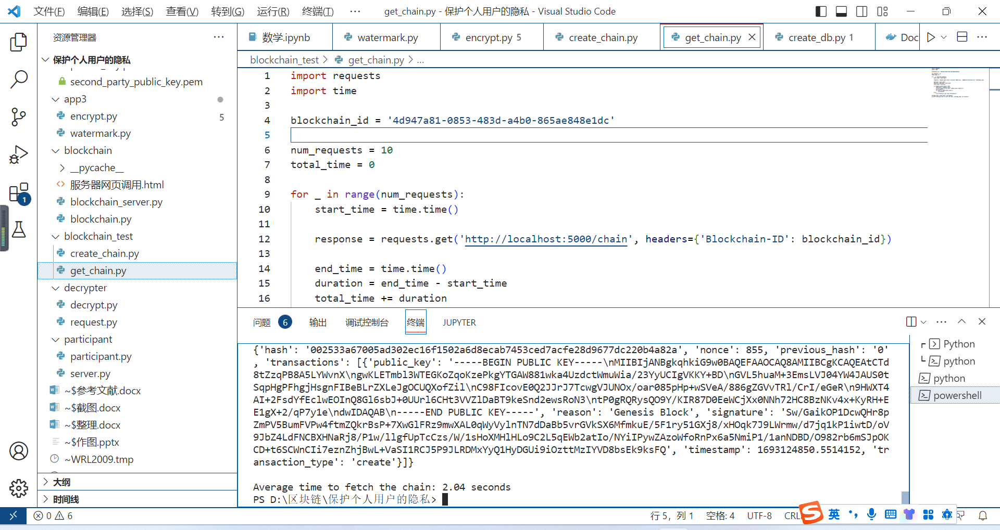 文件(F) 编辑(E) 选择(S) 查看(V) 转到(G) 运行(R) 终端(T) ··· get_chain.py - 保护个人用户的隐私 - Visual Studio Code
资源管理器 ···
数学.ipynb watermark.py encrypt.py 5 create_chain.py get_chain.py create_db.py 1 Doc
保护个人用户的隐私
second_party_public_key.pem
app3
encrypt.py 5
watermark.py
blockchain
__pycache__
服务器网页调用.html
blockchain_server.py
blockchain.py
blockchain_test
create_chain.py
get_chain.py
decrypter
decrypt.py
request.py
participant
participant.py
server.py
~$参考文献.docx
~$截图.docx
~$整理.docx
~$作图.pptx
~WRL2009.tmp
大纲
时间线
1
blockchain_test > get_chain.py > ...
1 import requests
2 import time
3
4 blockchain_id = '4d947a81-0853-483d-a4b0-865ae848e1dc'
5
6 num_requests = 10
7 total_time = 0
8
9 for _ in range(num_requests):
10 start_time = time.time()
11
12 response = requests.get('http://localhost:5000/chain', headers={'Blockchain-ID': blockchain_id})
13
14 end_time = time.time()
15 duration = end_time - start_time
16 total_time += duration
问题 6 输出 调试控制台 终端 JUPYTER
{'hash': '002533a67005ad302ec16f1502a6d8ecab7453ced7acfe28d9677dc220b4a82a', 'nonce': 855, 'previous_hash': '0'
, 'transactions': [{'public_key': '-----BEGIN PUBLIC KEY-----\nMIIBIjANBgkqhkiG9w0BAQEFAAOCAQ8AMIIBCgKCAQEAtCTd
8tZzqPB8A5LYWvnX\ngwKLETmbl3WTEGKoZqoKzePkgYTGAW881wka4UzdctWmuWia/23YyUCIgVKKY+BD\nGVL5huaM+3EmsLVJ04YW4JAUS0t
SqpHgPFhgjHsgnFIBeBLrZXLeJgOCUQXofZil\nC98FIcovE0Q2JJrJ7TcwgVJUNOx/oar085pHp+wSVeA/886gZGVvTRl/CrI/eGeR\n9HWXT4
AI+2FsdYfEclwEOInQ8Gl6sbJ+0UUrl6CHt3VVZlDaBT9keSnd2ewsRoN3\ntP0gRQRysQO9Y/KIR87D0EeWCjXx0NNh72HC8BzNKv4x+KyRH+E
E1gX+2/qP7y1e\ndwIDAQAB\n-----END PUBLIC KEY-----', 'reason': 'Genesis Block', 'signature': 'Sw/GaikOP1DcwQHr8p
ZmPV5BumFVPw4ftmZQkrBsP+7XwGlFRz9mwXAL0qWyVylnTN7dDaBb5vrGVkSX6MfmkuE/5F1ry51GXj8/xHOqk7J9LWrmw/d7jq1kP1iwtD/oV
9JbZ4LdFNCBXHNaRj8/P1w/llgfUpTcCzs/W/1sHoXMHlHLo9C2L5qEWb2atIo/NYiIPywZAzoWfoRnPx6a5NmiP1/1anNDBD/O982rb6mSJpOK
CD+t6SCWnCIi7eznZhjBwL+VaSI1RCJ5P9JLRDMxYyQ1HyDGUi9iOzttMzIYVD8bsEk9ksFQ', 'timestamp': 1693124850.5514152, 'tr
ansaction_type': 'create'}]}
Average time to fetch the chain: 2.04 seconds
PS D:\区块链\保护个人用户的隐私>
Python
python
python
powershell
0 6 行 5，列 1 空格: 4 UTF-8 CRL
英